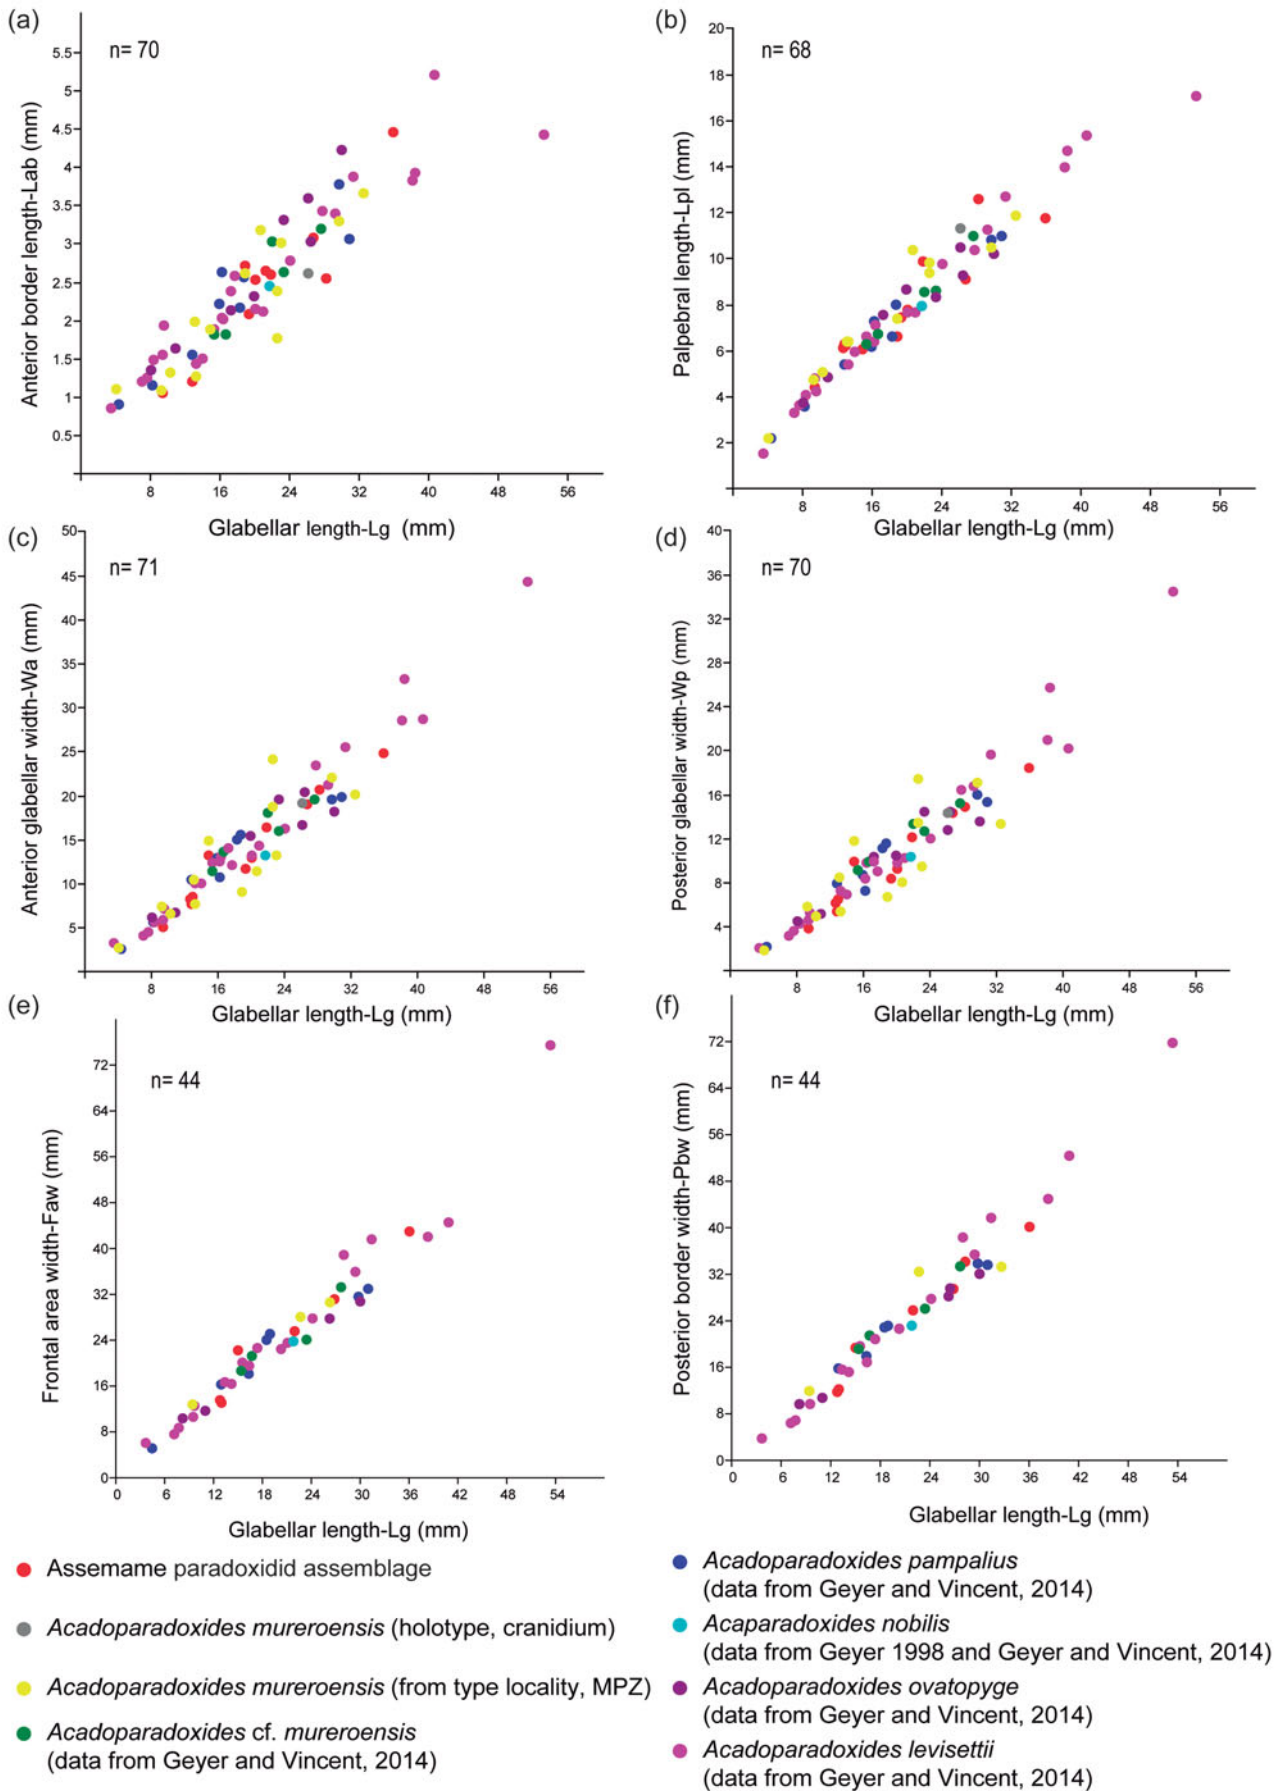 (a)
n= 70
5.5
5
4.5
4
3.5
3
2.5
2
1.5
1
0.5
Anterior border length-Lab (mm)
8 16 24 32 40 48 56
Glabellar length-Lg (mm)
(b)
n= 68
20
18
16
14
12
10
8
6
4
2
Palpebral length-Lpl (mm)
8 16 24 32 40 48 56
Glabellar length-Lg (mm)
(c)
n= 71
50
45
40
35
30
25
20
15
10
5
Anterior glabellar width-Wa (mm)
8 16 24 32 40 48 56
Glabellar length-Lg (mm)
(d)
n= 70
40
36
32
28
24
20
16
12
8
4
Posterior glabellar width-Wp (mm)
8 16 24 32 40 48 56
Glabellar length-Lg (mm)
(e)
n= 44
72
64
56
48
40
32
24
16
8
0
Frontal area width-Faw (mm)
0 6 12 18 24 30 36 42 48 54
Glabellar length-Lg (mm)
(f)
n= 44
72
64
56
48
40
32
24
16
8
0
Posterior border width-Pbw (mm)
0 6 12 18 24 30 36 42 48 54
Glabellar length-Lg (mm)
Assemame paradoxidid assemblage
Acadoparadoxides mureroensis (holotype, cranidium)
Acadoparadoxides mureroensis (from type locality, MPZ)
Acadoparadoxides cf. mureroensis
(data from Geyer and Vincent, 2014)
Acadoparadoxides pampalius
(data from Geyer and Vincent, 2014)
Acaparadoxides nobilis
(data from Geyer 1998 and Geyer and Vincent, 2014)
Acadoparadoxides ovatopyge
(data from Geyer and Vincent, 2014)
Acadoparadoxides levisettii
(data from Geyer and Vincent, 2014)